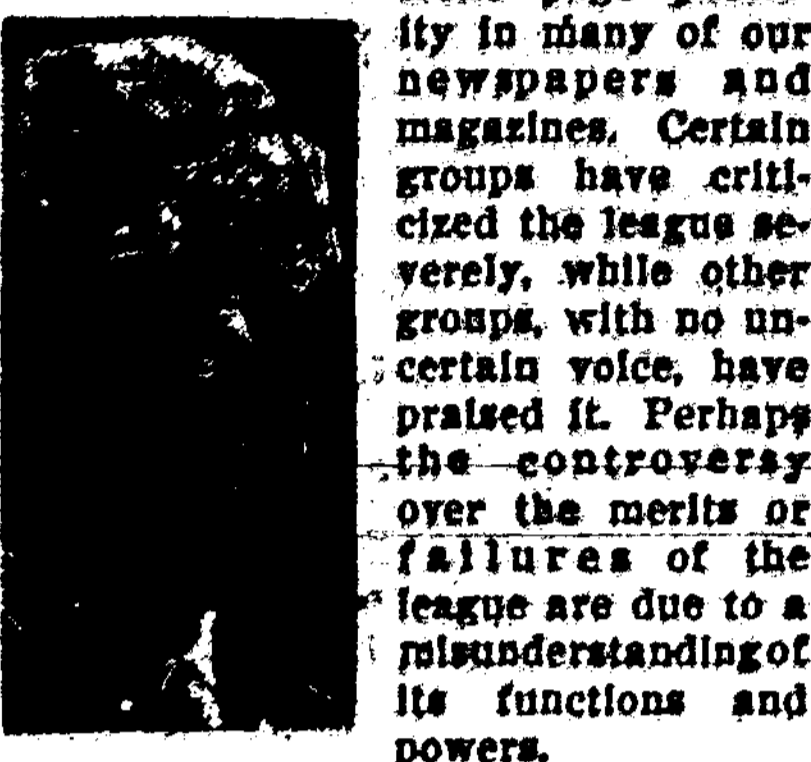 ity in many of our
newspapers and
magazines. Certain
groups have criti-
cized the league se-
verely, while other
groups, with no un-
certain voice, have
praised it. Perhaps
the controversy
over the merits or
failures of the
league are due to a
misunderstanding of
its functions and
powers.